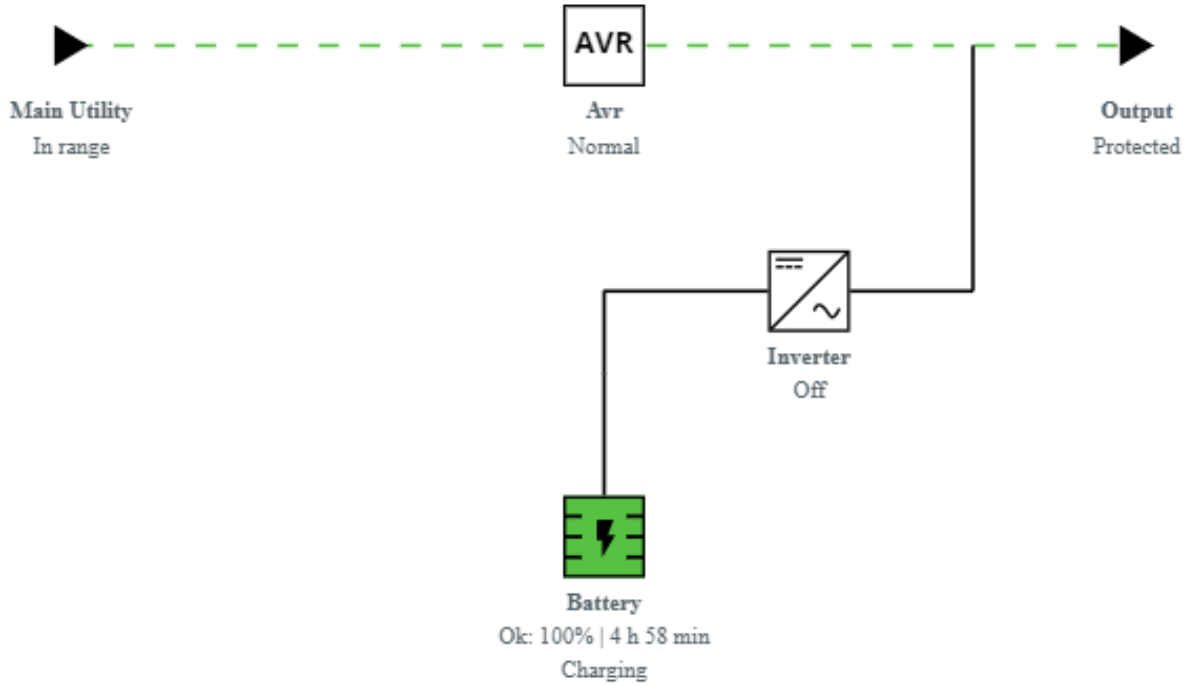 AVR
Main Utility
In range
Avr
Normal
Output
Protected
Inverter
Off
Battery
Ok: 100% | 4 h 58 min
Charging